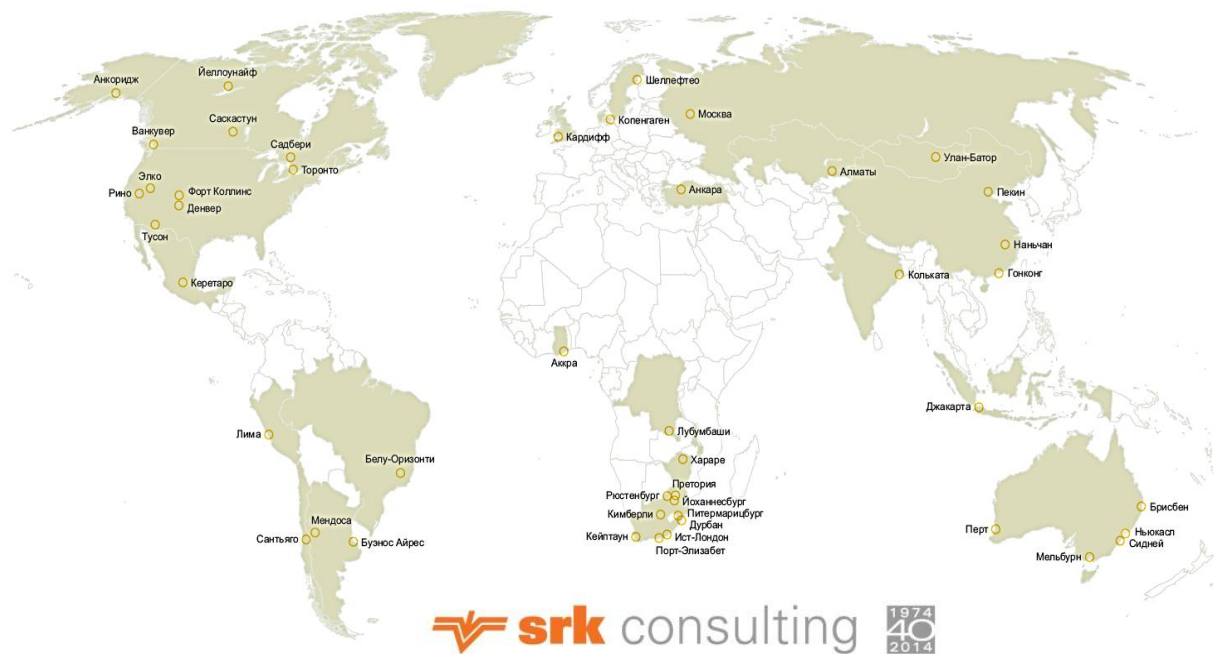 Анкоридж
Йеллоунайф
Ванкувер
Саскастун
Садбери
Торонто
Элко
Рино
Форт Коллинс
Денвер
Тусон
Керетаро
Лима
Белу-Оризонти
Мендоса
Сантьяго
Буэнос Айрес
Шеллефтео
Копенгаген
Москва
Кардифф
Анкара
Алматы
Улан-Батор
Пекин
Наньчан
Гонконг
Кольката
Аккра
Лубумбаши
Хараре
Претория
Рюстенбург
Йоханнесбург
Кимберли
Питермарицбург
Дурбан
Кейптаун
Ист-Лондон
Порт-Элизабет
Джакарта
Брисбен
Перт
Ньюкасл
Сидней
Мельбурн
srk consulting
1974
40
2014